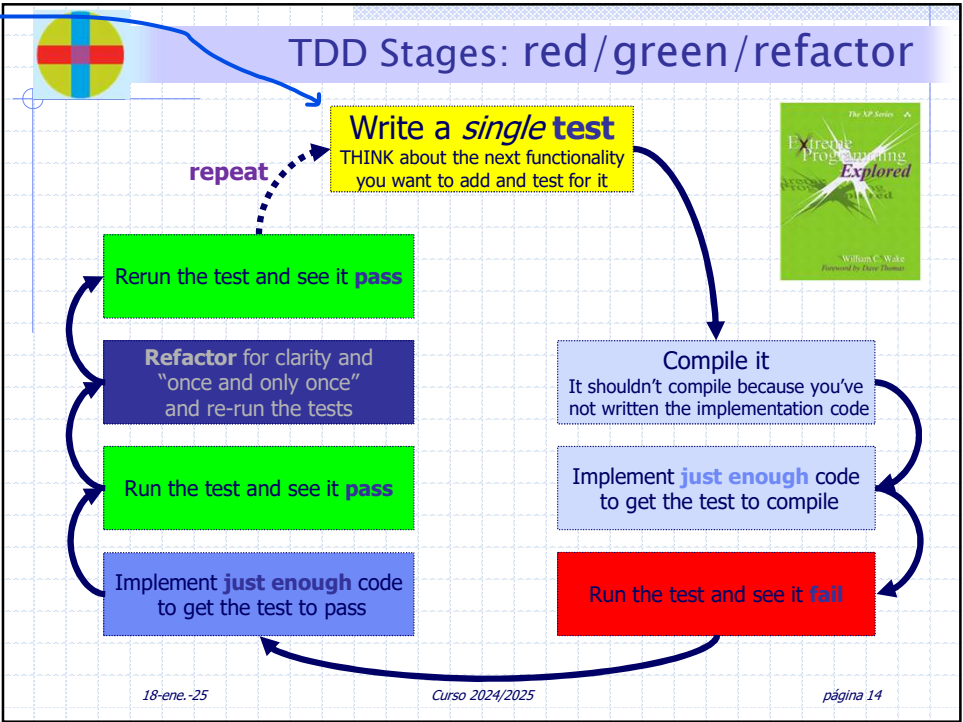 TDD Stages: red/green/refactor
Write a single test
THINK about the next functionality
you want to add and test for it
repeat
The XP Series
Extreme
Programming
Explored
William C. Wake
Foreword by Dave Thomas
Compile it
It shouldn't compile because you've
not written the implementation code
Implement just enough code
to get the test to compile
Run the test and see it fail
Implement just enough code
to get the test to pass
Run the test and see it pass
Refactor for clarity and
“once and only once”
and re-run the tests
Rerun the test and see it pass
18-ene.-25
Curso 2024/2025
página 14